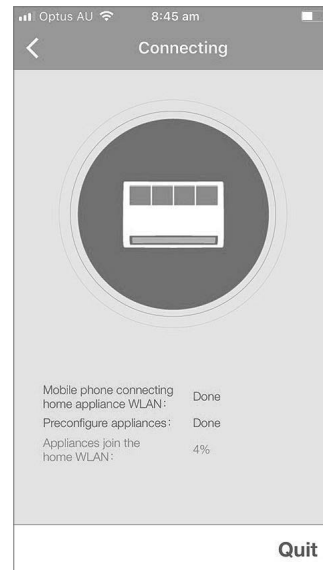 Optus AU 8:45 am
Connecting
Mobile phone connecting
home appliance WLAN: Done
Preconfigure appliances: Done
Appliances join the
home WLAN: 4%
Quit